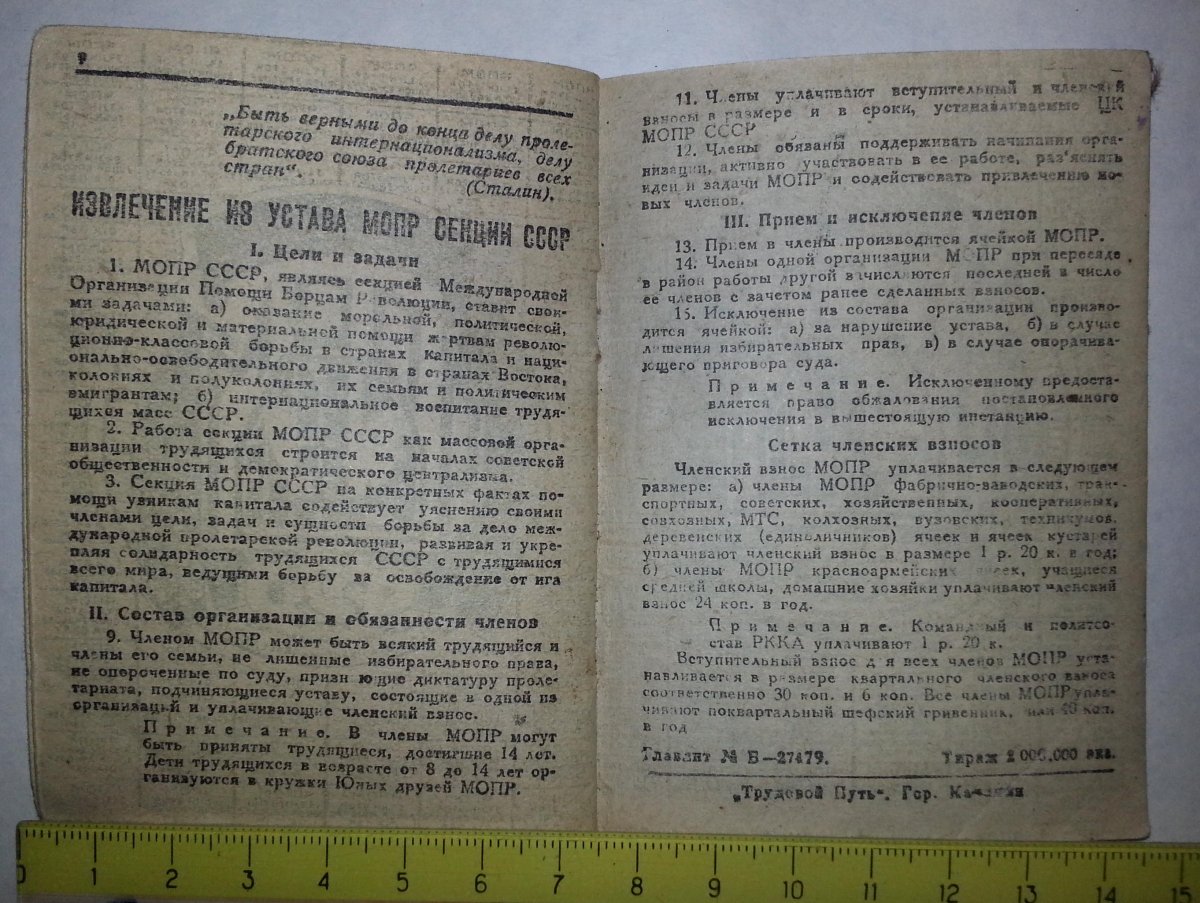 9
„Быть верными до конца делу проле-
тарского интернационализма, делу
братского союза пролетариев всех
стран“.
(Сталин).
ИЗВЛЕЧЕНИЕ ИЗ УСТАВА МОПР СЕКЦИИ СССР
I. Цели и задачи
1. МОПР СССР, являясь секцией Международной
Организации Помощи Борцам Революции, ставит свои-
ми задачами: а) оказание моральной, политической,
юридической и материальной помощи жертвам револю-
ционно-классовой борьбы в странах капитала и наци-
онально-освободительного движения в странах Востока,
колониях и полуколониях, их семьям и политическим
эмигрантам; б) интернациональное воспитание трудя-
щихся масс СССР.
2. Работа секции МОПР СССР как массовой орга-
низации трудящихся строится на началах советской
общественности и демократического централизма.
3. Секция МОПР СССР на конкретных фактах по-
мощи узникам капитала содействует уяснению своими
членами цели, задач и сущности борьбы за дело меж-
дународной пролетарской революции, развивая и укре-
пляя солидарность трудящихся СССР с трудящимися
всего мира, ведущими борьбу за освобождение от ига
капитала.
II. Состав организации и обязанности членов
9. Членом МОПР может быть всякий трудящийся и
члены его семьи, не лишенные избирательного права,
не опороченные по суду, признающие диктатуру проле-
тариата, подчиняющиеся уставу, состоящие в одной из
организаций и уплачивающие членский взнос.
Примечание. В члены МОПР могут
быть приняты трудящиеся, достигшие 14 лет.
Дети трудящихся в возрасте от 8 до 14 лет ор-
ганизуются в кружки Юных друзей МОПР.
11. Члены уплачивают вступительный и членский
взносы в размере и в сроки, устанавливаемые ЦК
МОПР СССР
12. Члены обязаны поддерживать начинания орга-
низации, активно участвовать в ее работе, раз'яснять
идеи и задачи МОПР и содействовать привлечению но-
вых членов.
III. Прием и исключение членов
13. Прием в члены производится ячейкой МОПР.
14. Члены одной организации МОПР при переезде
в район работы другой зачисляются последней в число
ее членов с зачетом ранее сделанных взносов.
15. Исключение из состава организации произво-
дится ячейкой: а) за нарушение устава, б) в случае
лишения избирательных прав, в) в случае опорачива-
ющего приговора суда.
Примечание. Исключенному предоста-
вляется право обжалования постановленного
исключения в вышестоящую инстанцию.
Сетка членских взносов
Членский взнос МОПР уплачивается в следующем
размере: а) члены МОПР фабрично-заводских, тран-
спортных, советских, хозяйственных, кооперативных,
совхозных, МТС, колхозных, вузовских, техникумов,
деревенских (единоличников) ячеек и ячеек кустарей
уплачивают членский взнос в размере 1 р. 20 к. в год;
б) члены МОПР красноармейских ячеек, учащиеся
средней школы, домашние хозяйки уплачивают членский
взнос 24 коп. в год.
Примечание. Командный и политсо-
став РККА уплачивают 1 р. 20 к.
Вступительный взнос для всех членов МОПР уста-
навливается в размере квартального членского взноса
соответственно 30 коп. и 6 коп. Все члены МОПР упла-
чивают поквартальный шефский гривенник, или 40 коп.
в год
Главлит № Б—27479. Тираж 2 000.000 экз.
„Трудовой Путь“. Гор. Калинин
0 1 2 3 4 5 6 7 8 9 10 11 12 13 14 15